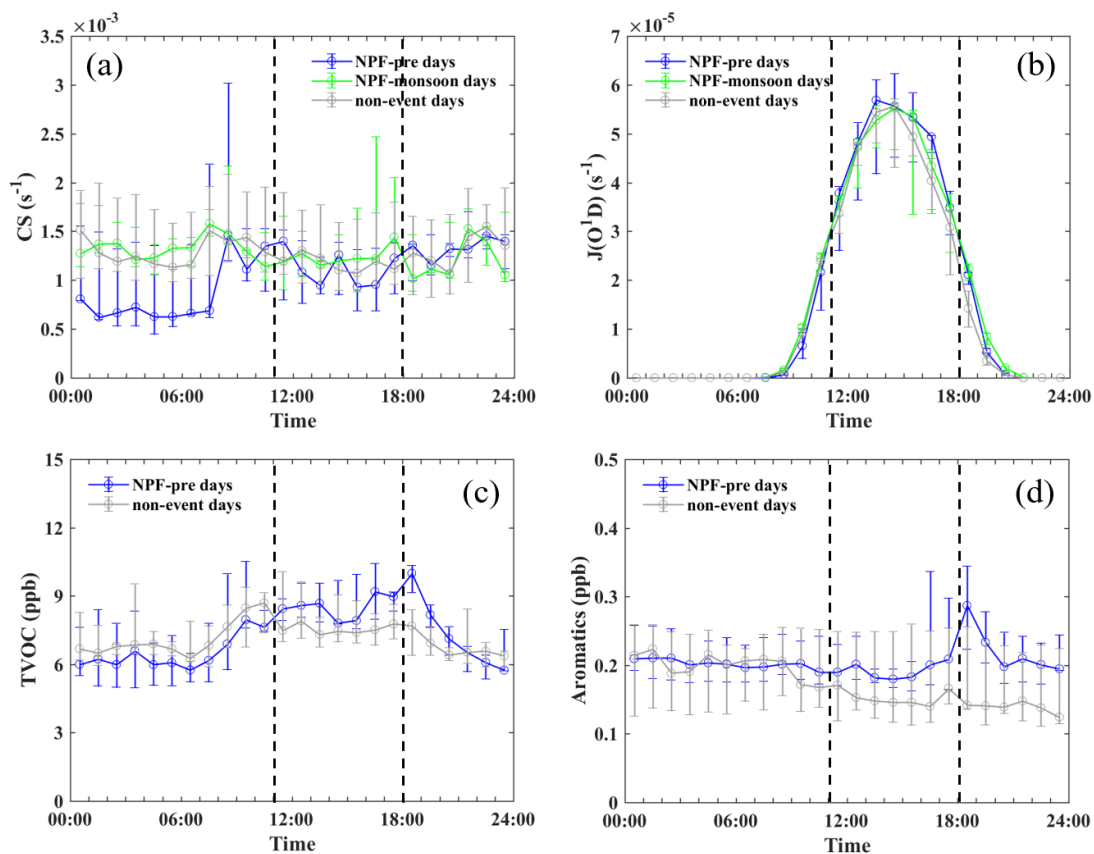 ×10⁻³
3.5
3
2.5
2
1.5
1
0.5
0
CS (s⁻¹)
(a)
NPF-pre days
NPF-monsoon days
non-event days
00:00 06:00 12:00 18:00 24:00
Time
×10⁻⁵
7
6
5
4
3
2
1
0
J(O¹D) (s⁻¹)
(b)
NPF-pre days
NPF-monsoon days
non-event days
00:00 06:00 12:00 18:00 24:00
Time
15
12
9
6
3
0
TVOC (ppb)
(c)
NPF-pre days
non-event days
00:00 06:00 12:00 18:00 24:00
Time
0.5
0.4
0.3
0.2
0.1
0
Aromatics (ppb)
(d)
NPF-pre days
non-event days
00:00 06:00 12:00 18:00 24:00
Time